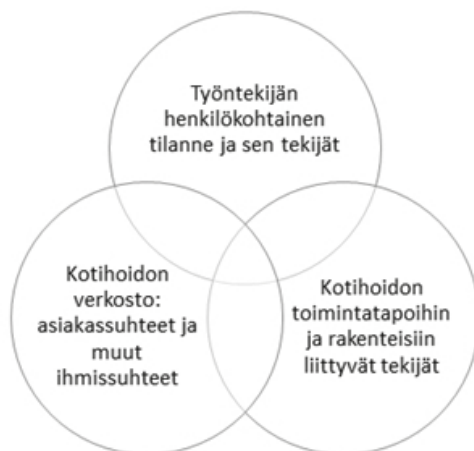 Työntekijän
henkilökohtainen
tilanne ja sen tekijät
Kotihoidon
verkosto:
asiakassuhteet ja
muut
ihmissuhteet
Kotihoidon
toimintatapoihin
ja rakenteisiin
liittyvät tekijät